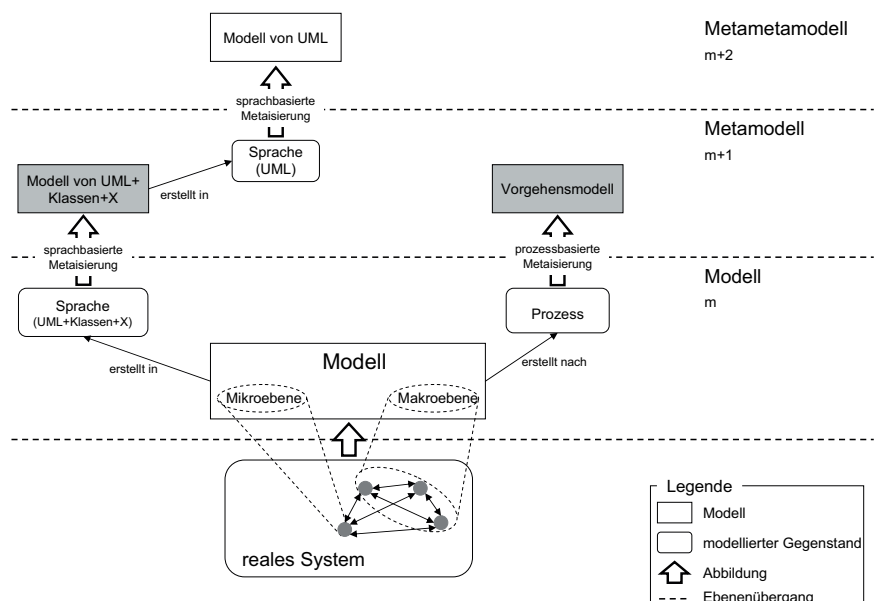 Modell von UML
Metametamodell
m+2
sprachbasierte
Metaisierung
Metamodell
m+1
Sprache
(UML)
Modell von UML+
Klassen+X
erstellt in
Vorgehensmodell
sprachbasierte
Metaisierung
prozessbasierte
Metaisierung
Modell
m
Sprache
(UML+Klassen+X)
Prozess
erstellt in
Modell
erstellt nach
Mikroebene
Makroebene
reales System
Legende
Modell
modellierter Gegenstand
Abbildung
Ebenenübergang